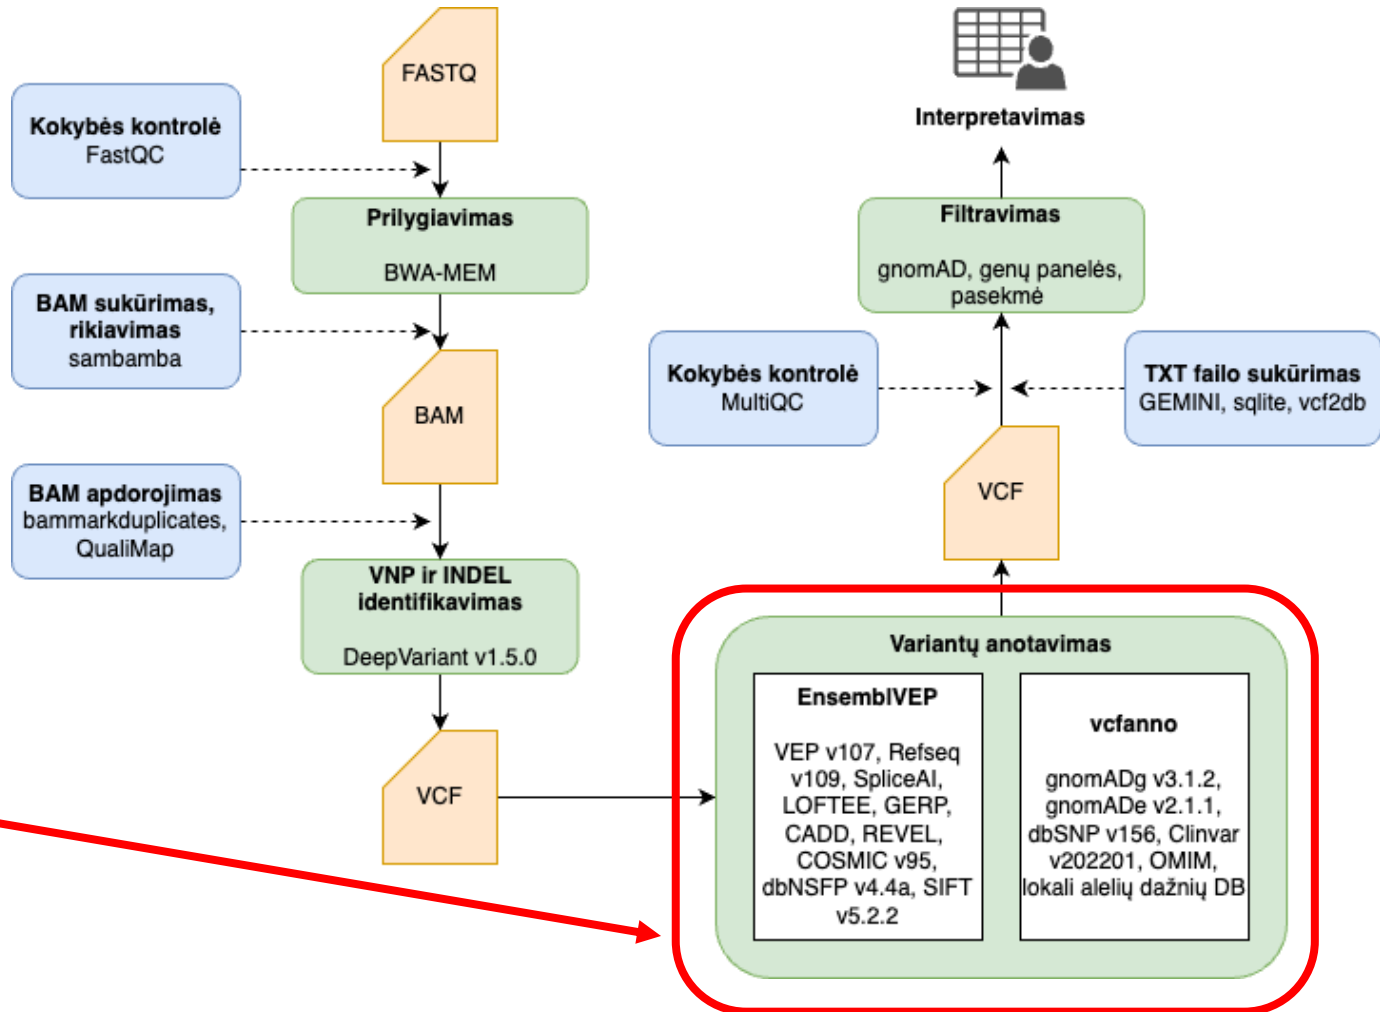 FASTQ
Kokybės kontrolė
FastQC
Prilygiavimas
BWA-MEM
BAM sukūrimas,
rikiavimas
sambamba
BAM
BAM apdorojimas
bammarkduplicates,
QualiMap
VNP ir INDEL
identifikavimas
DeepVariant v1.5.0
VCF
Variantų anotavimas
EnsemblVEP
VEP v107, Refseq
v109, SpliceAI,
LOFTEE, GERP,
CADD, REVEL,
COSMIC v95,
dbNSFP v4.4a, SIFT
v5.2.2
vcfanno
gnomADg v3.1.2,
gnomADe v2.1.1,
dbSNP v156, Clinvar
v202201, OMIM,
lokali alelių dažnių DB
VCF
Kokybės kontrolė
MultiQC
TXT failo sukūrimas
GEMINI, sqlite, vcf2db
Filtravimas
gnomAD, genų panelės,
pasekmė
Interpretavimas